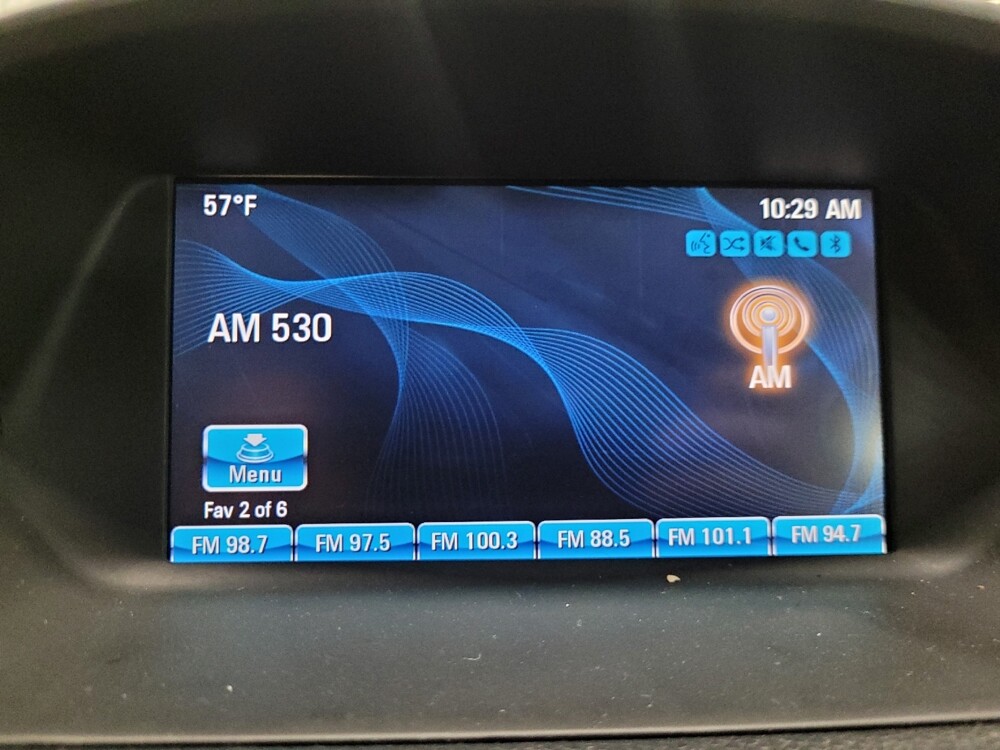 57°F
10:29 AM
AM 530
AM
Menu
Fav 2 of 6
FM 98.7
FM 97.5
FM 100.3
FM 88.5
FM 101.1
FM 94.7